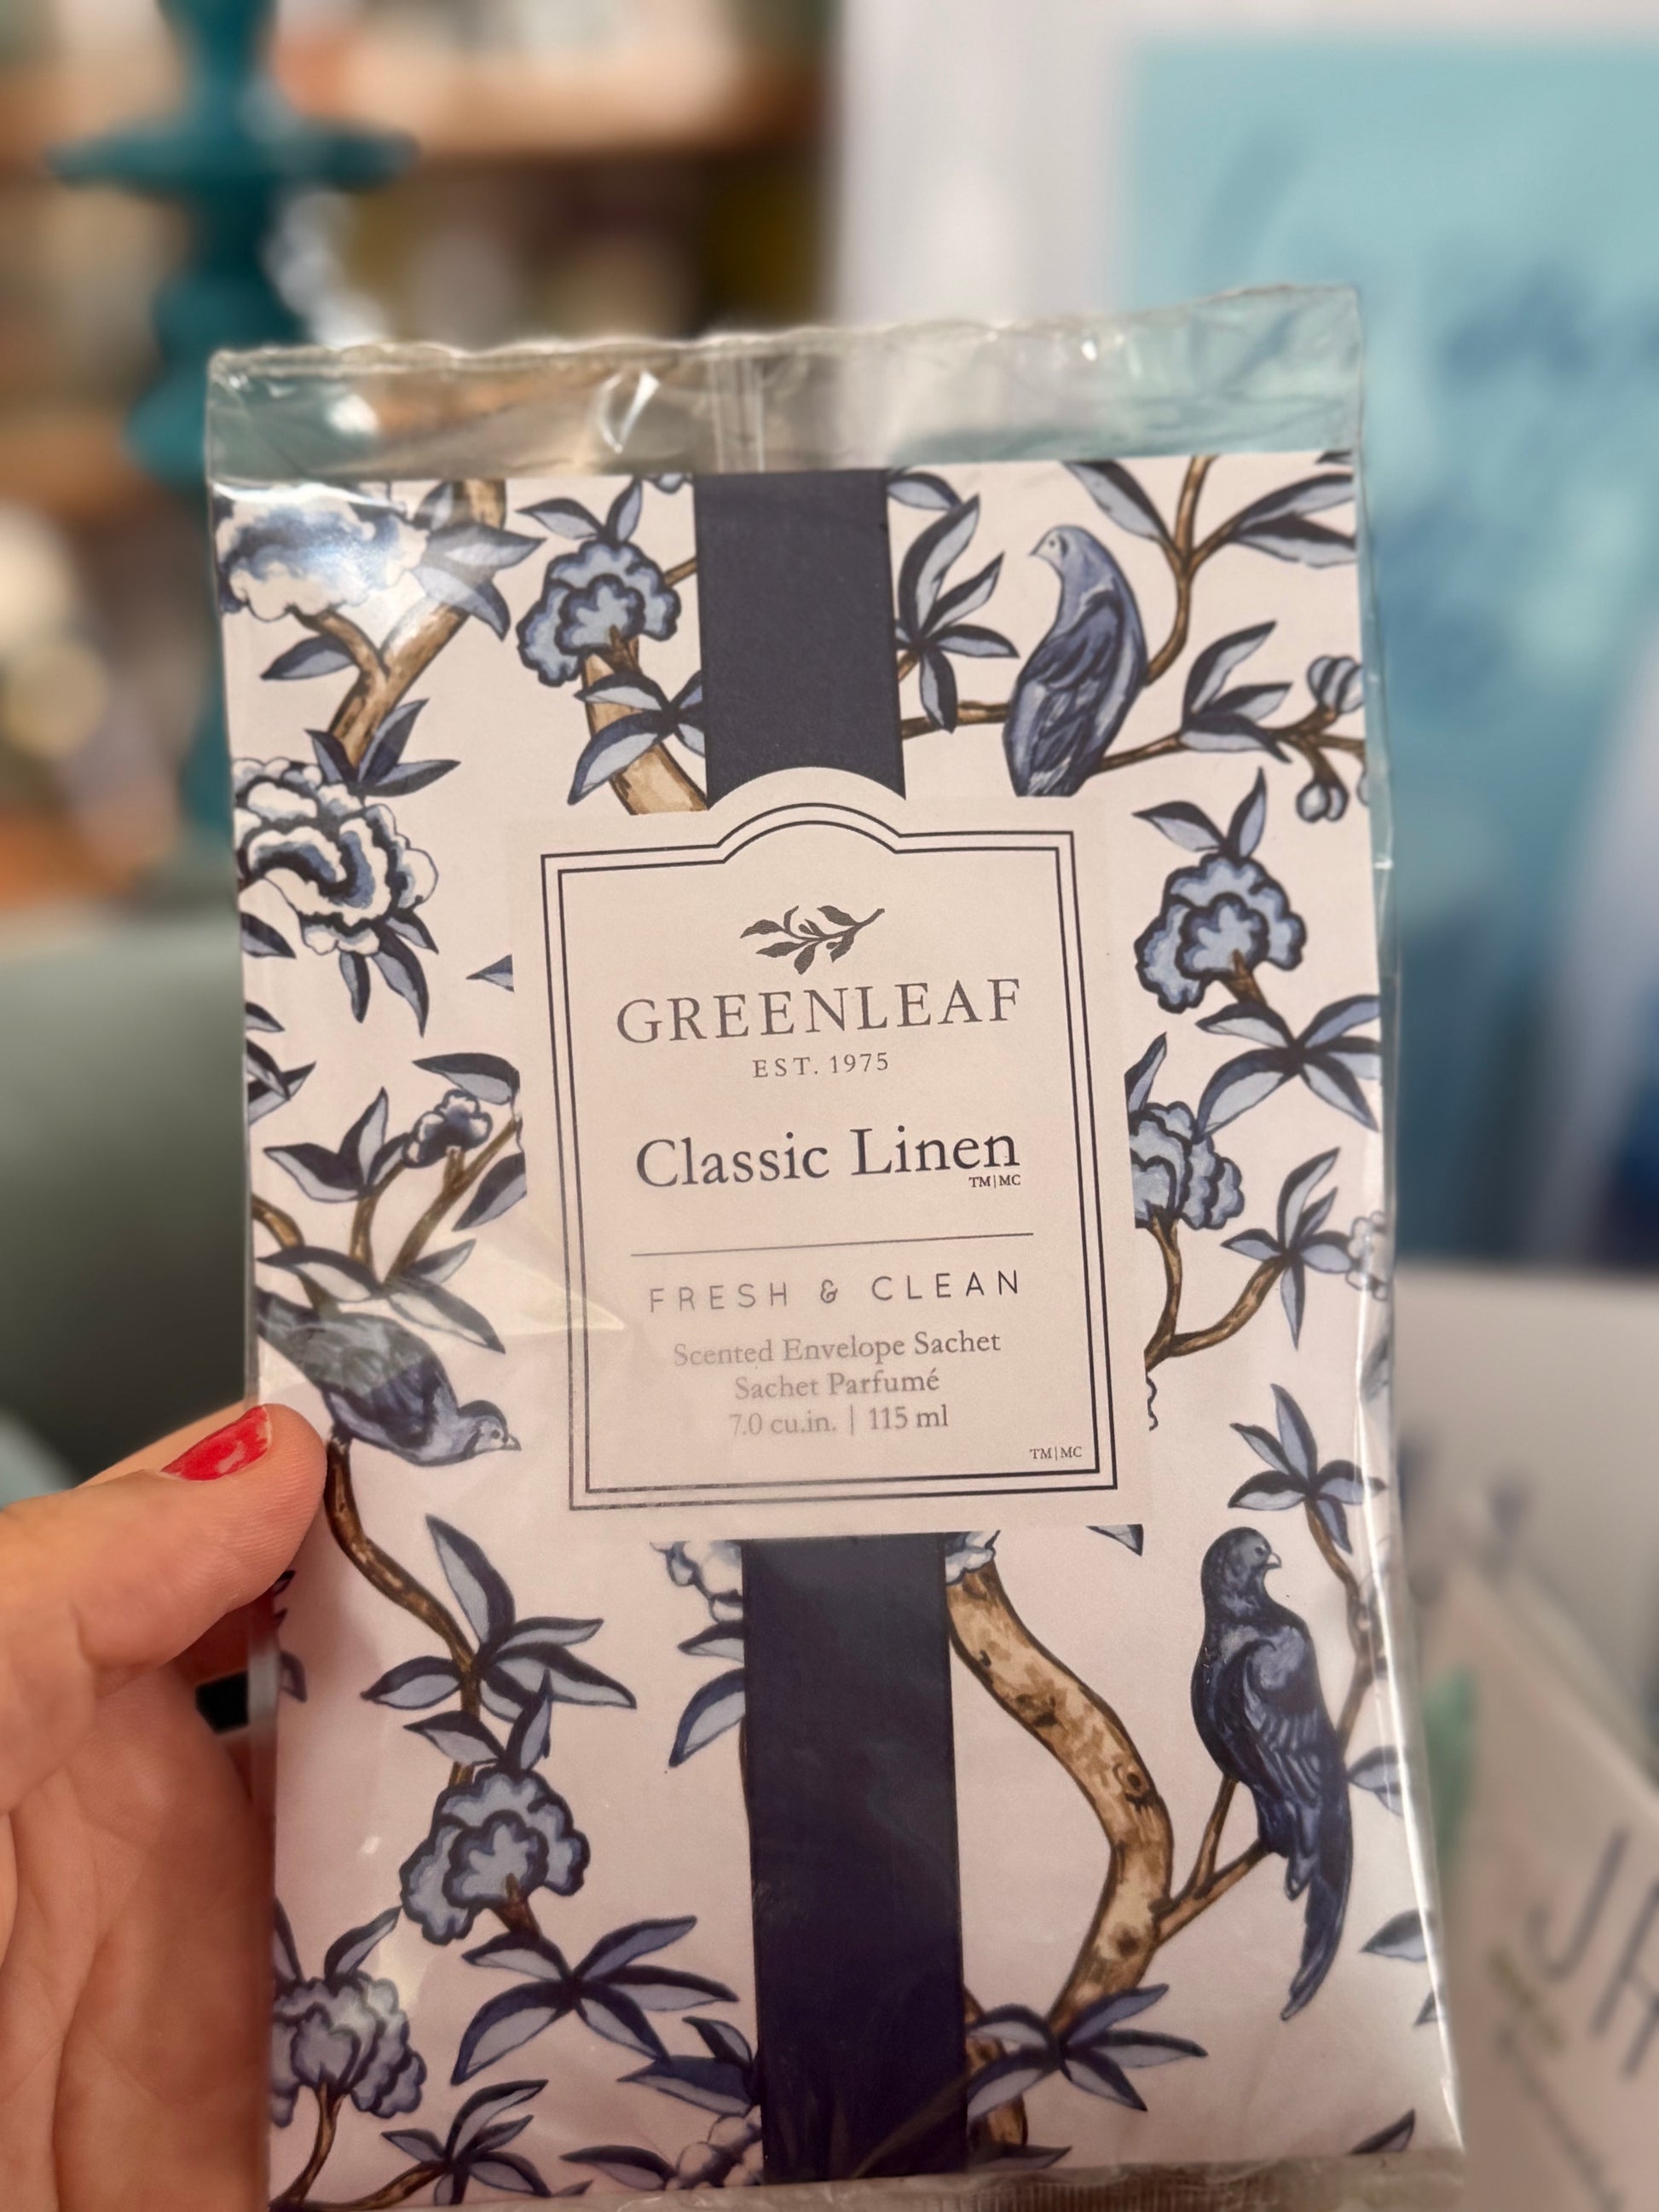 GREENLEAF
EST. 1975
Classic Linen
TM|MC
FRESH & CLEAN
Scented Envelope Sachet
Sachet Parfumé
7.0 cu.in. | 115 ml
TM|MC